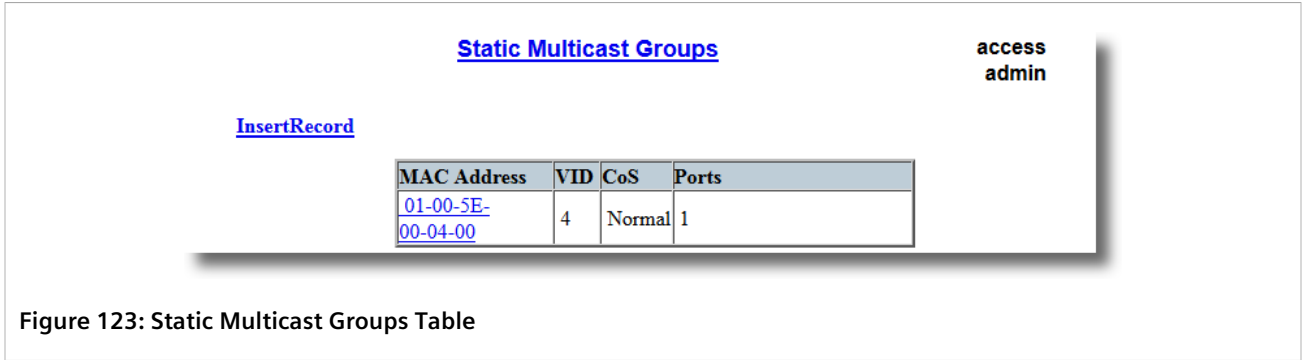 Static Multicast Groups
access
admin
InsertRecord
MAC Address VID CoS Ports
01-00-5E-
00-04-00 4 Normal 1
Figure 123: Static Multicast Groups Table